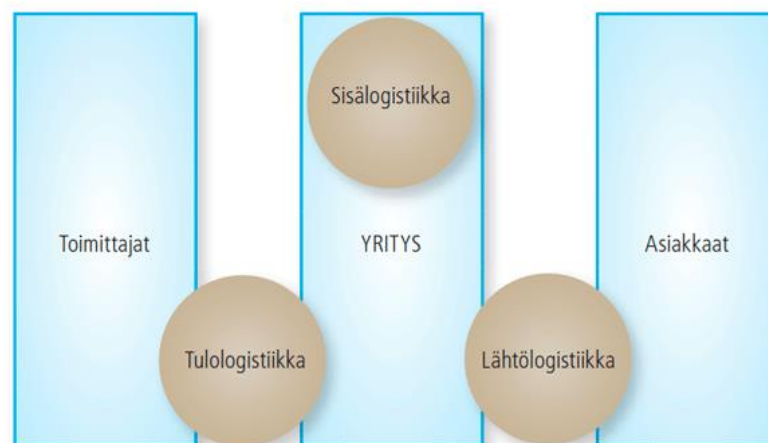 Sisälogistiikka
Toimittajat
YRITYS
Asiakkaat
Tulologistiikka
Lähtölogistiikka